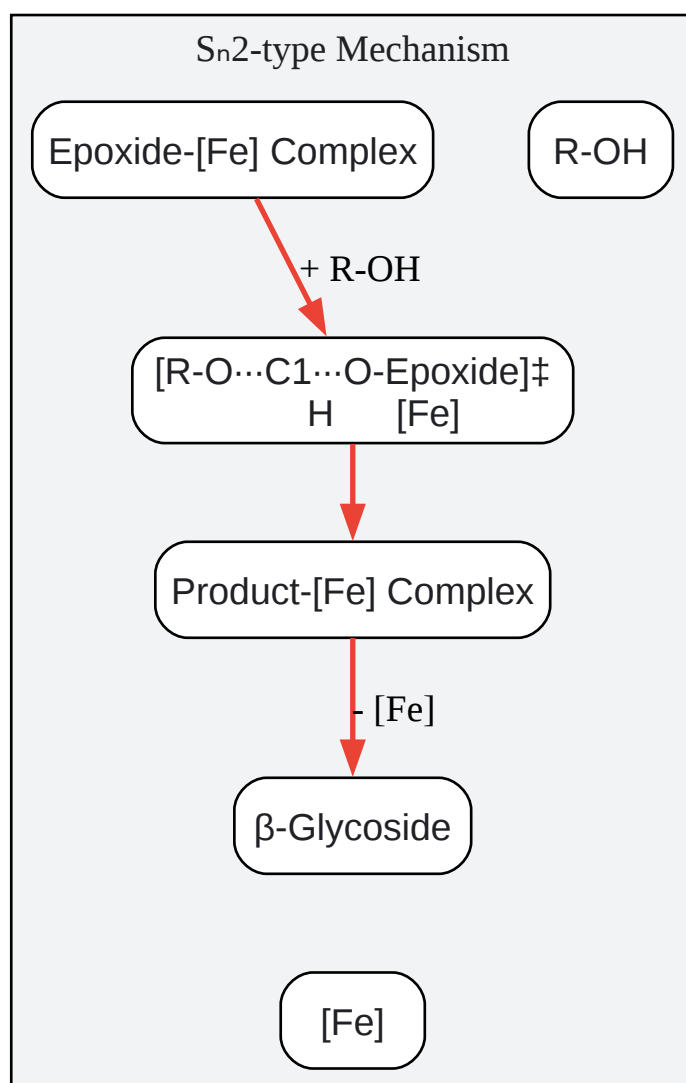 Sₙ2-type Mechanism
Epoxide-[Fe] Complex
R-OH
+ R-OH
[R-O···C1···O-Epoxide]‡
H [Fe]
Product-[Fe] Complex
- [Fe]
β-Glycoside
[Fe]